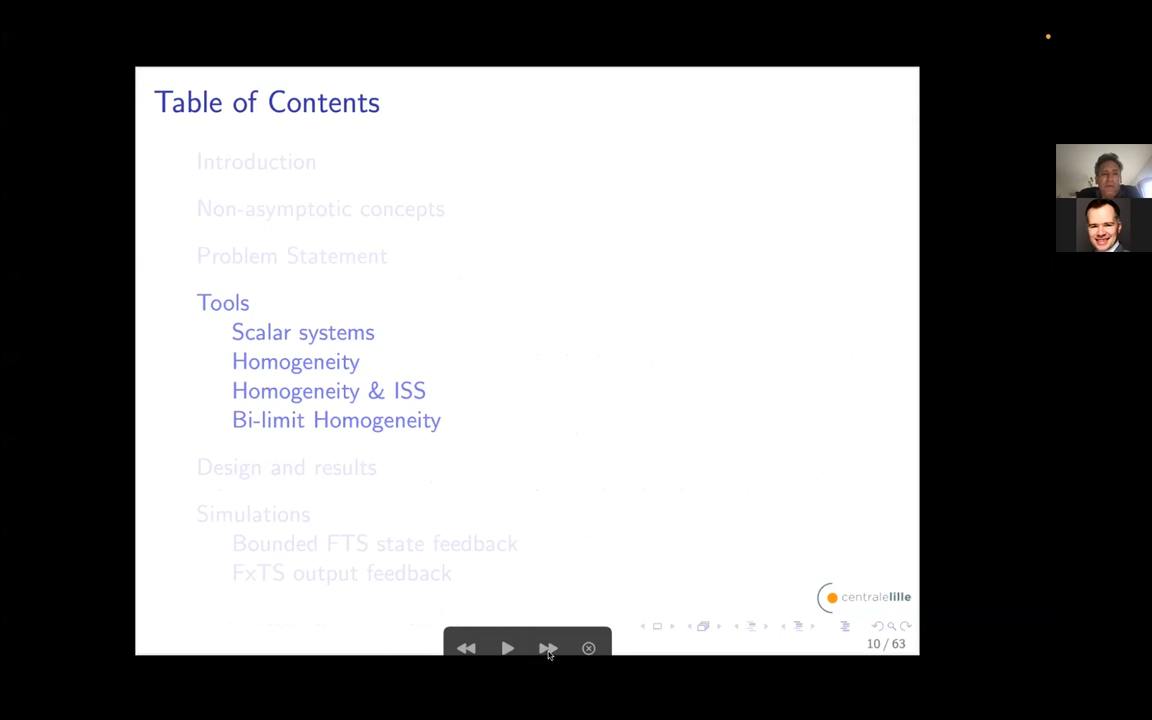 Table of Contents
Introduction
Non-asymptotic concepts
Problem Statement
Tools
Scalar systems
Homogeneity
Homogeneity & ISS
Bi-limit Homogeneity
Design and results
Simulations
Bounded FTS state feedback
FxTS output feedback
centralelille
10 / 63